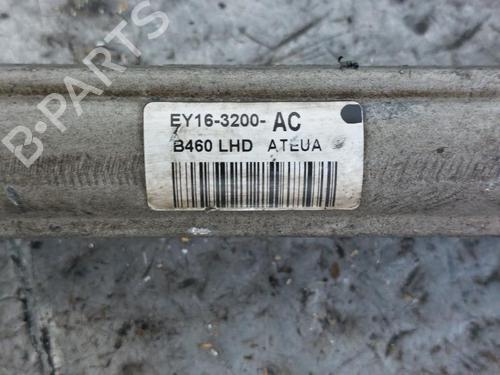 EY16-3200- AC
B460 LHD ATEUA
B-PARTS